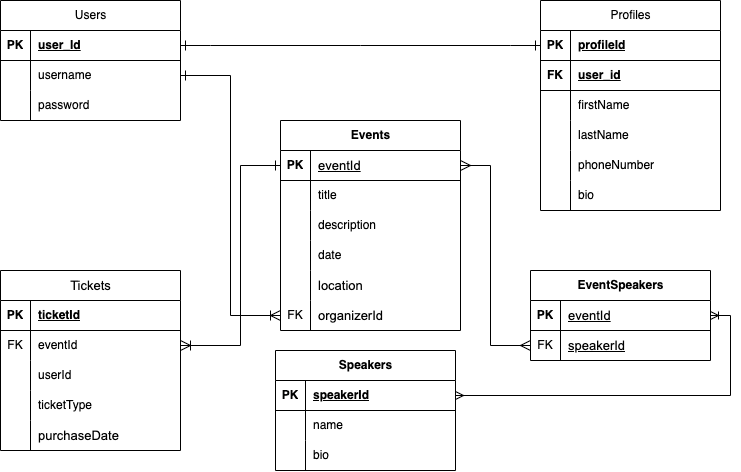 Users
PK user_Id
username
password
Profiles
PK profileId
FK user_id
firstName
lastName
phoneNumber
bio
Events
PK eventId
title
description
date
location
FK organizerId
Tickets
PK ticketId
FK eventId
userId
ticketType
purchaseDate
EventSpeakers
PK eventId
FK speakerId
Speakers
PK speakerId
name
bio